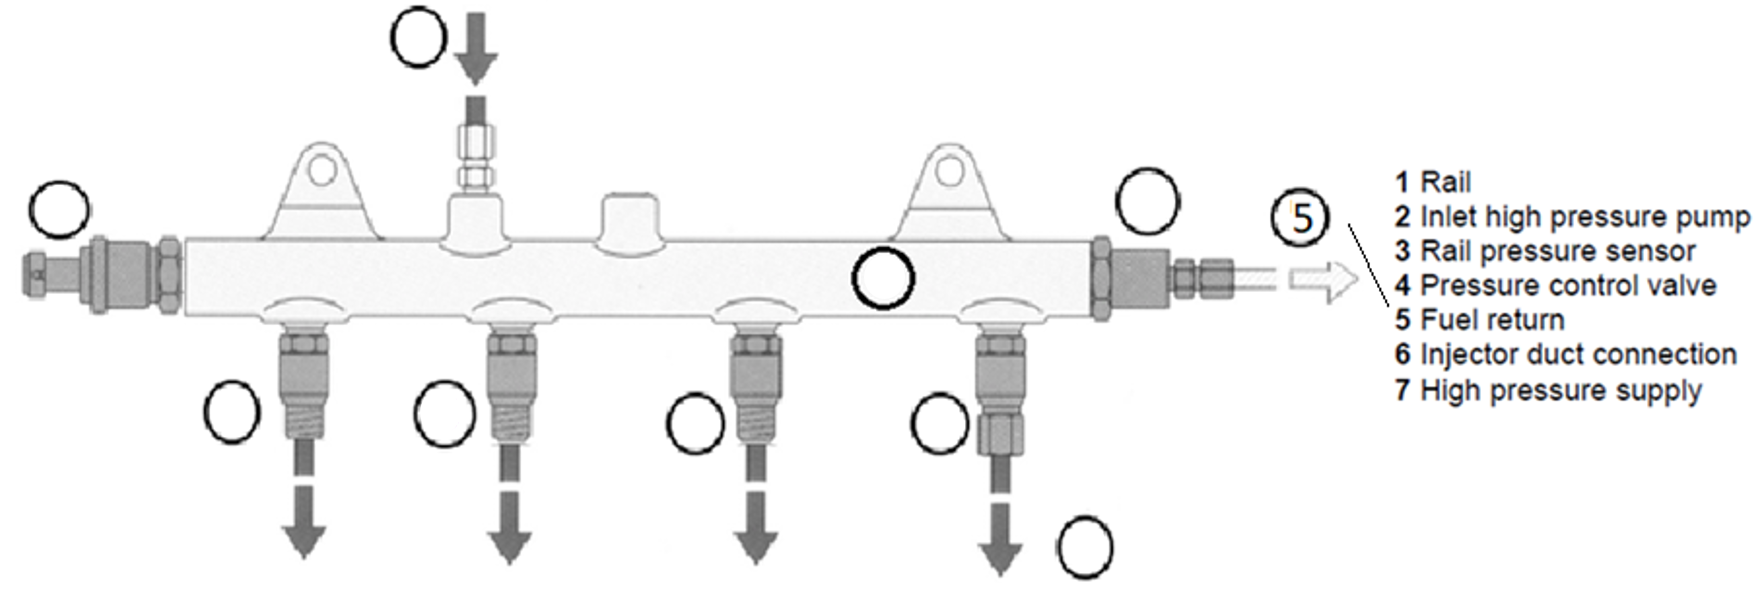 5
1 Rail
2 Inlet high pressure pump
3 Rail pressure sensor
4 Pressure control valve
5 Fuel return
6 Injector duct connection
7 High pressure supply